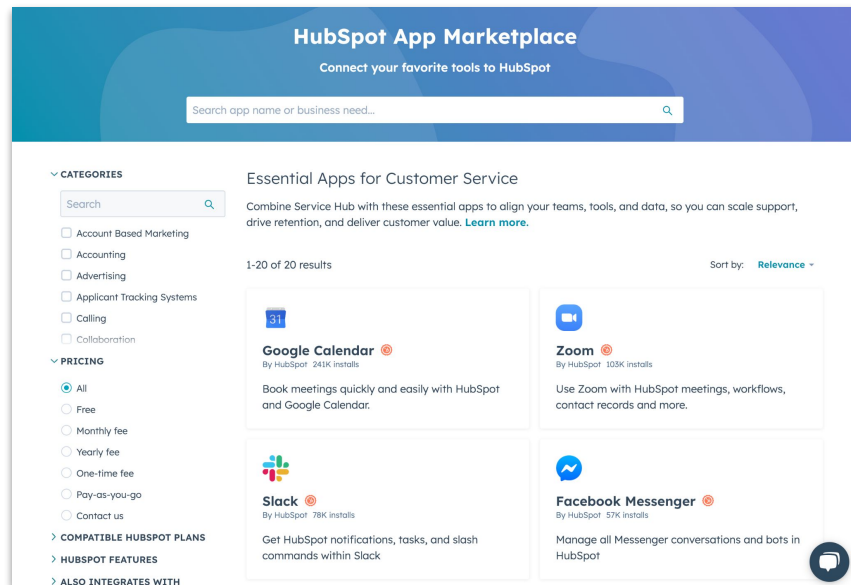 HubSpot App Marketplace
Connect your favorite tools to HubSpot
Search app name or business need...
CATEGORIES
Search
Account Based Marketing
Accounting
Advertising
Applicant Tracking Systems
Calling
Collaboration
PRICING
All
Free
Monthly fee
Yearly fee
One-time fee
Pay-as-you-go
Contact us
COMPATIBLE HUBSPOT PLANS
HUBSPOT FEATURES
ALSO INTEGRATES WITH
Essential Apps for Customer Service
Combine Service Hub with these essential apps to align your teams, tools, and data, so you can scale support,
drive retention, and deliver customer value. Learn more.
1-20 of 20 results
Sort by: Relevance
31
Google Calendar
By HubSpot 241K installs
Book meetings quickly and easily with HubSpot
and Google Calendar.
Zoom
By HubSpot 103K installs
Use Zoom with HubSpot meetings, workflows,
contact records and more.
Slack
By HubSpot 78K installs
Get HubSpot notifications, tasks, and slash
commands within Slack
Facebook Messenger
By HubSpot 57K installs
Manage all Messenger conversations and bots in
HubSpot